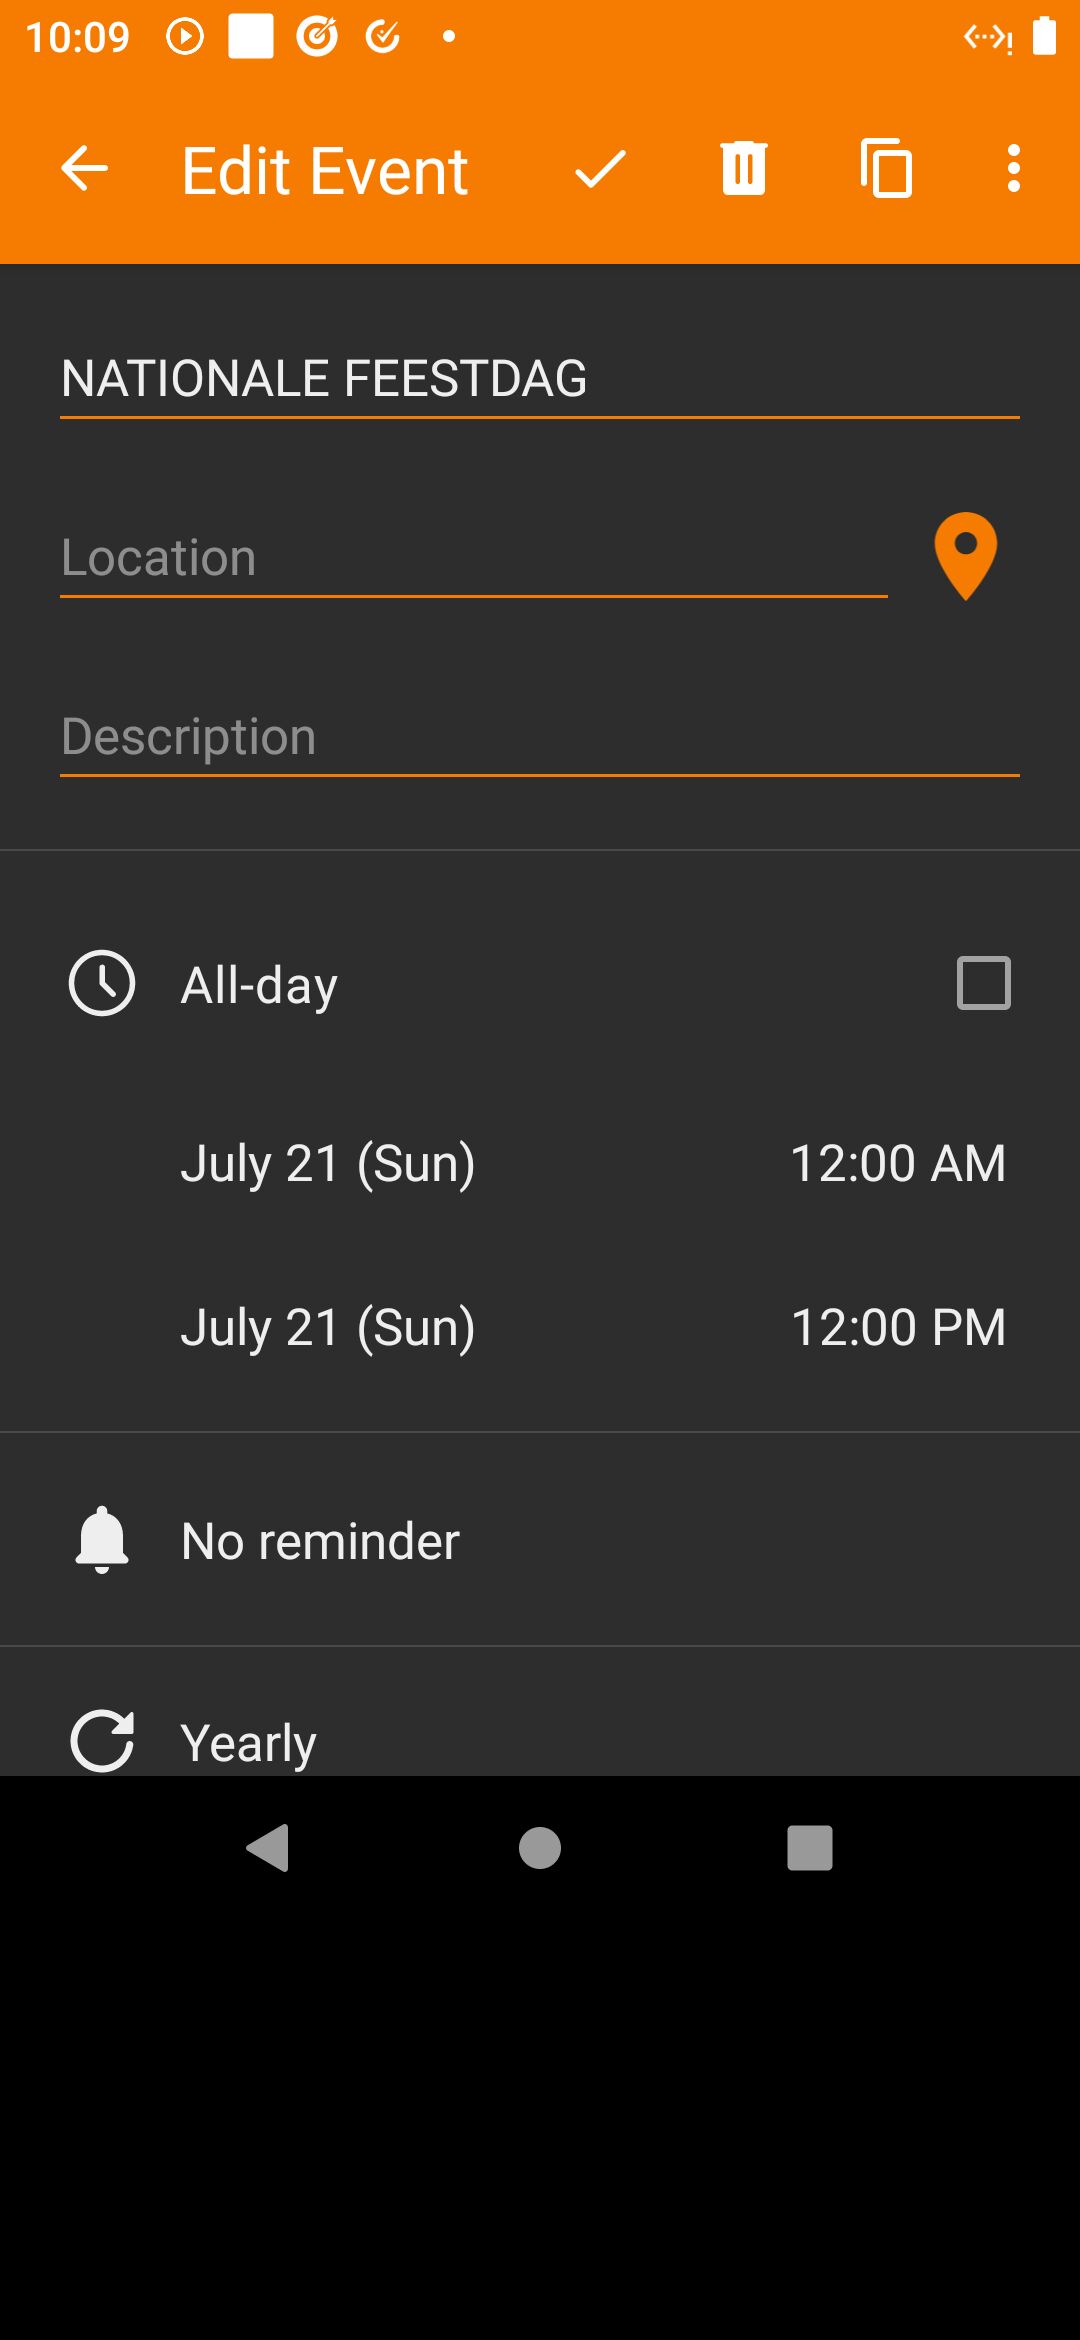 10:09
Edit Event
NATIONALE FEESTDAG
Location
Description
All-day
July 21 (Sun) 12:00 AM
July 21 (Sun) 12:00 PM
No reminder
Yearly